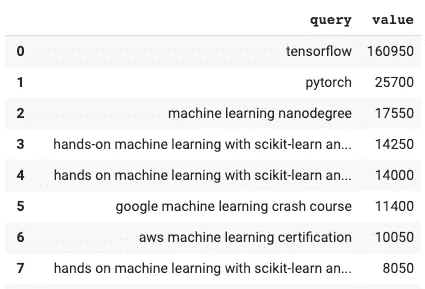 query value
0 tensorflow 160950
1 pytorch 25700
2 machine learning nanodegree 17550
3 hands-on machine learning with scikit-learn an... 14250
4 hands on machine learning with scikit-learn an... 14000
5 google machine learning crash course 11400
6 aws machine learning certification 10050
7 hands on machine learning with scikit-learn an... 8050